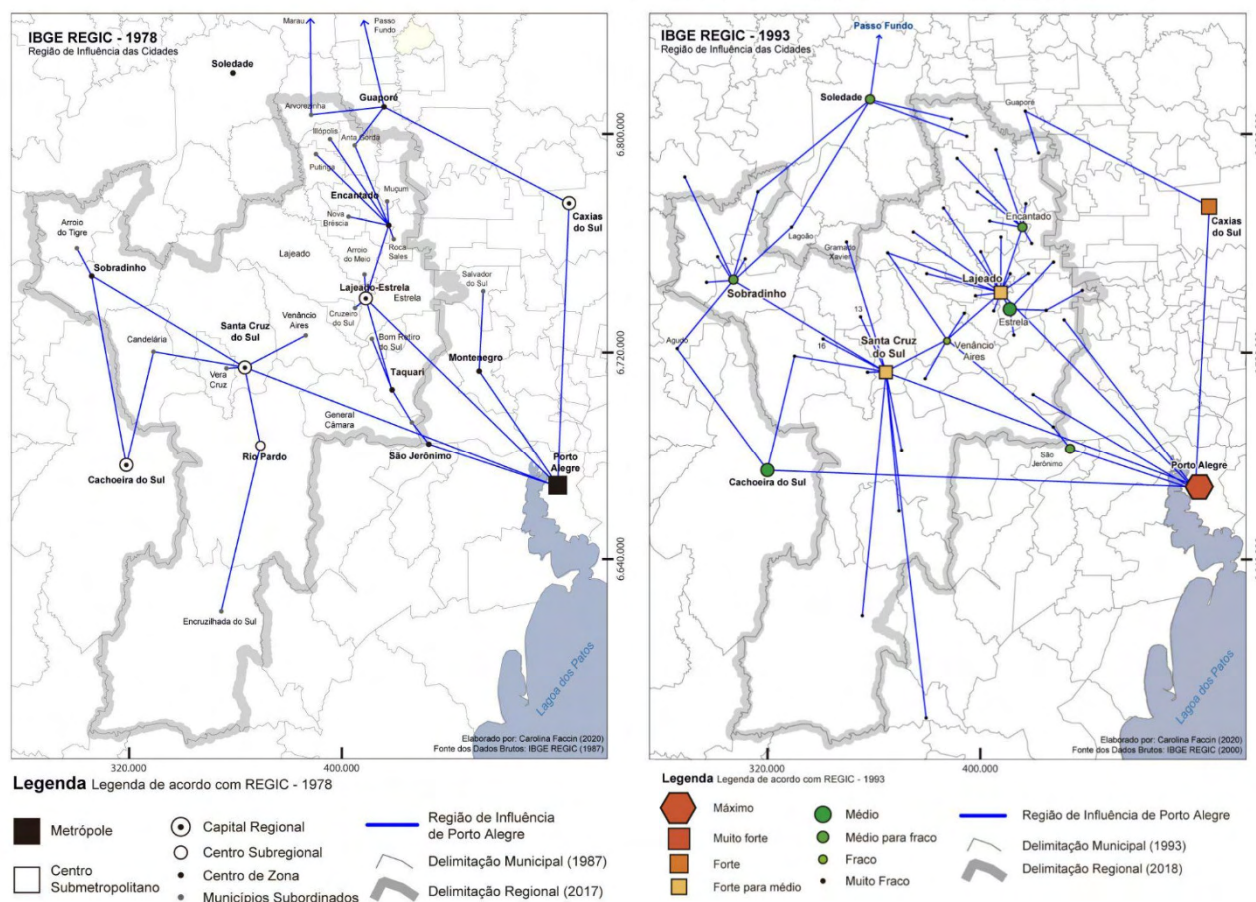 IBGE REGIC - 1978
Região de Influência das Cidades
Marau
Passo
Fundo
Soledade
Guaporé
Arvorezinha
Ilópolis
Anta Gorda
Putinga
Encantado
Muçum
Nova
Bréscia
Roca
Sales
Arroio
do Tigre
Sobradinho
Lajeado
Arroio
do Meio
Lajeado-Estrela
Estrela
Cruzeiro
do Sul
Salvador
do Sul
Caxias
do Sul
Candelária
Santa Cruz
do Sul
Venâncio
Aires
Vera
Cruz
Bom Retiro
do Sul
Taquari
Montenegro
General
Câmara
São Jerônimo
Porto
Alegre
Rio Pardo
Cachoeira do Sul
Encruzilhada do Sul
Lagoa dos Patos
6.800.000
6.720.000
6.640.000
Elaborado por: Carolina Faccin (2020)
Fonte dos Dados Brutos: IBGE REGIC (1987)
320.000
400.000
Legenda Legenda de acordo com REGIC - 1978
Metrópole
Centro
Submetropolitano
Capital Regional
Centro Subregional
Centro de Zona
Municípios Subordinados
Região de Influência
de Porto Alegre
Delimitação Municipal (1987)
Delimitação Regional (2017)
IBGE REGIC - 1993
Região de Influência das Cidades
Passo Fundo
Soledade
Guaporé
Encantado
Caxias
do Sul
Lagoão
Gramado
Xavier
Lajeado
Sobradinho
Estrela
13
16
Agudo
Santa Cruz
do Sul
Venâncio
Aires
São
Jerônimo
Porto Alegre
Cachoeira do Sul
Lagoa dos Patos
Elaborado por: Carolina Faccin (2020)
Fonte dos Dados Brutos: IBGE REGIC (2000)
320.000
400.000
Legenda Legenda de acordo com REGIC - 1993
Máximo
Muito forte
Forte
Forte para médio
Médio
Médio para fraco
Fraco
Muito Fraco
Região de Influência de Porto Alegre
Delimitação Municipal (1993)
Delimitação Regional (2018)